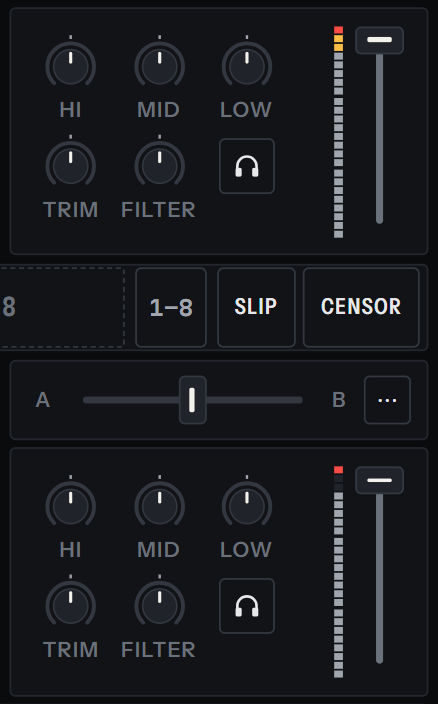 HI MID LOW
TRIM FILTER
8 1–8 SLIP CENSOR
A B ...
HI MID LOW
TRIM FILTER